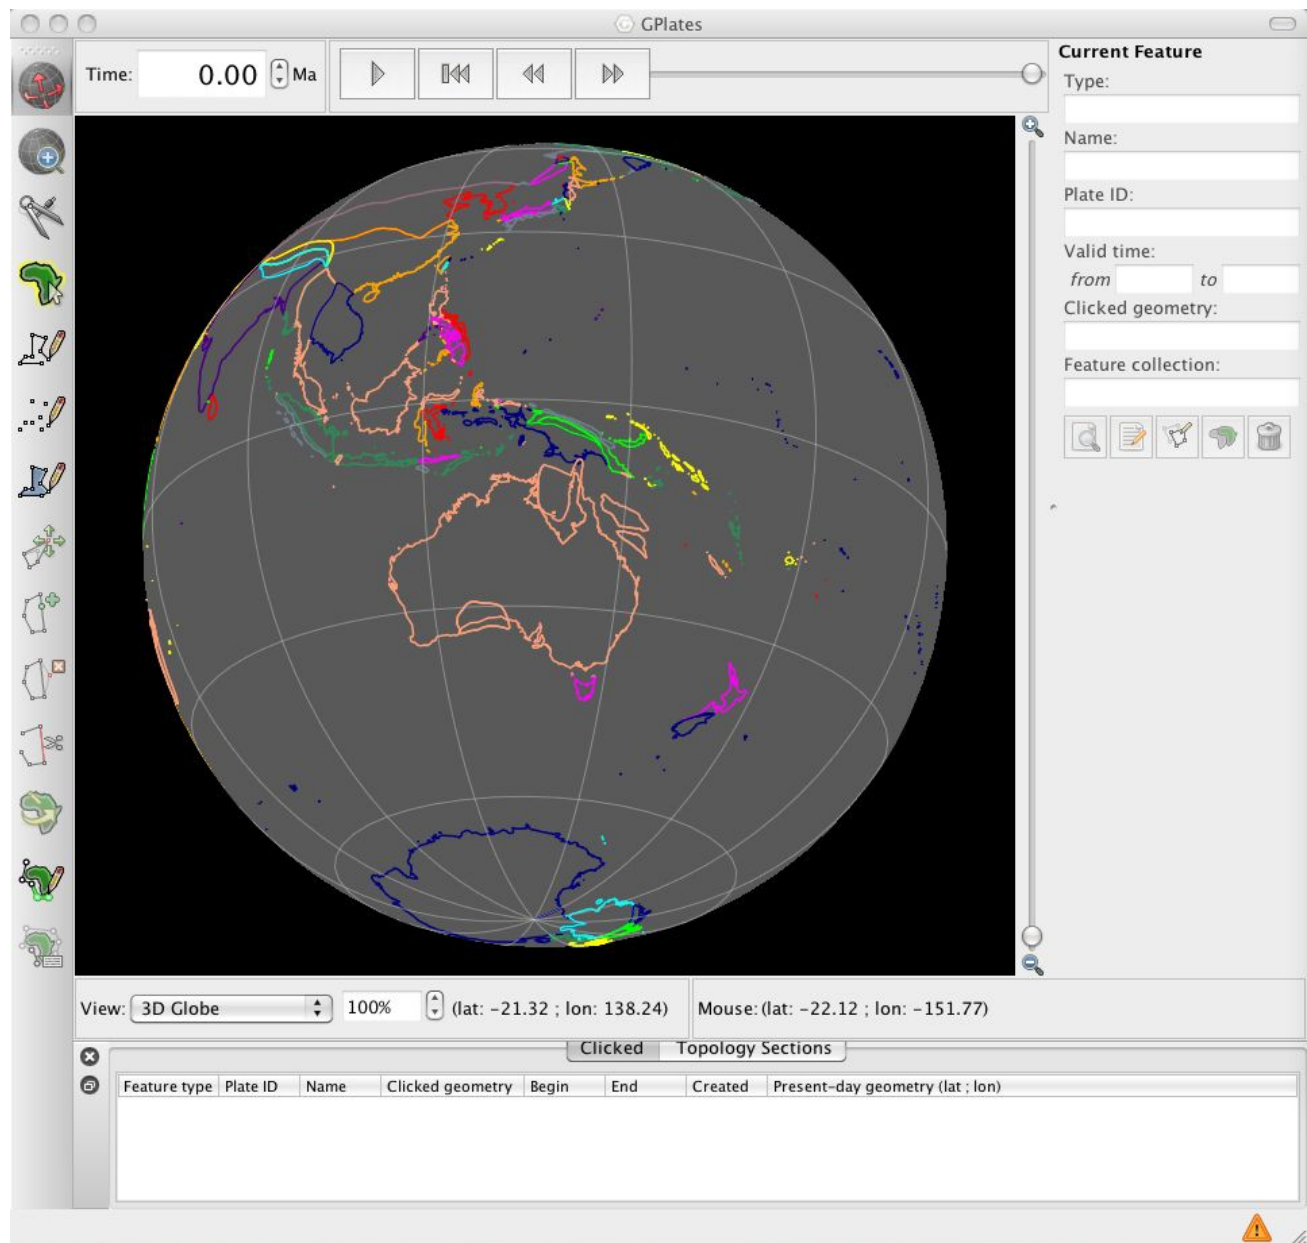 GPlates
Time: 0.00 Ma
Current Feature
Type:
Name:
Plate ID:
Valid time:
from to
Clicked geometry:
Feature collection:
View: 3D Globe 100% (lat: -21.32 ; lon: 138.24) Mouse: (lat: -22.12 ; lon: -151.77)
Clicked Topology Sections
Feature type Plate ID Name Clicked geometry Begin End Created Present-day geometry (lat ; lon)